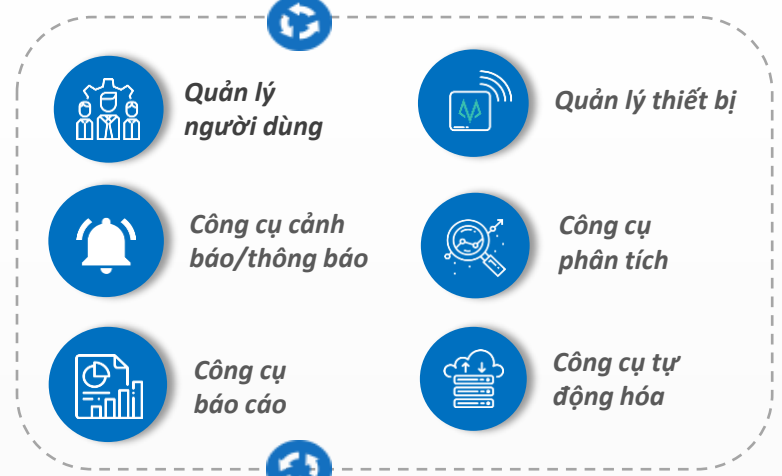 Quản lý
người dùng
Quản lý thiết bị
Công cụ cảnh
báo/thông báo
Công cụ
phân tích
Công cụ
báo cáo
Công cụ tự
động hóa